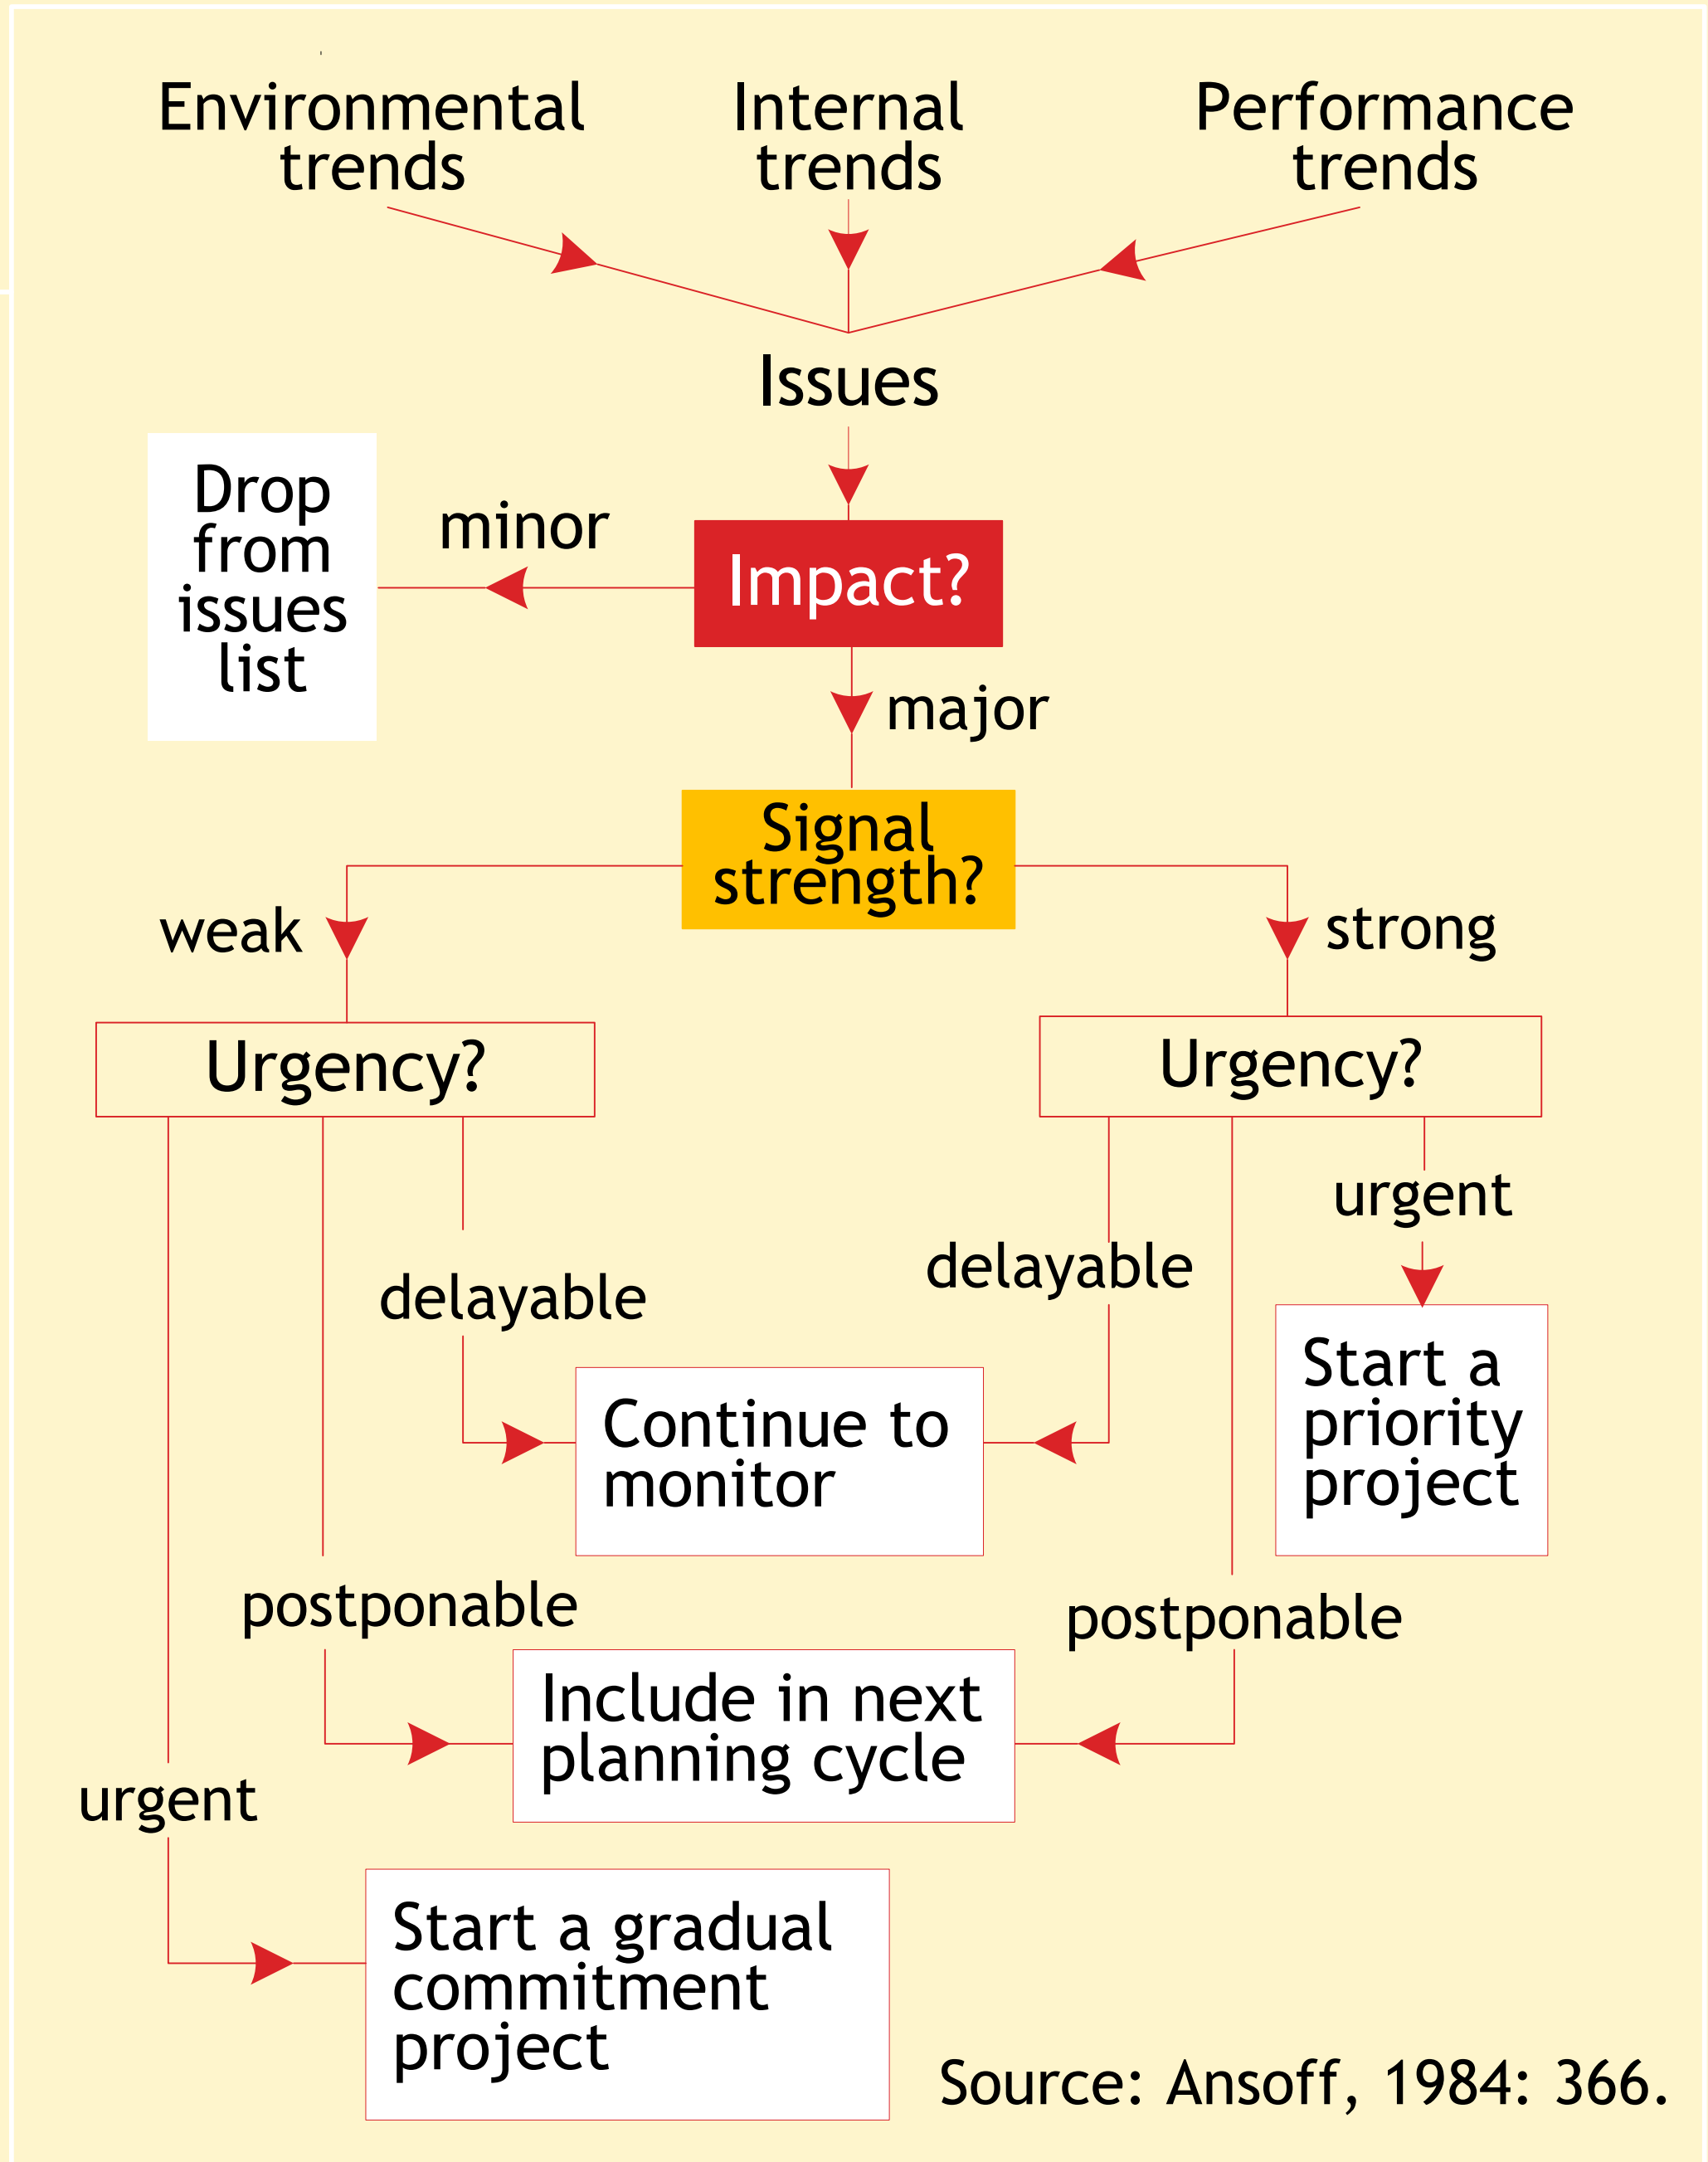 Environmental
trends
Internal
trends
Performance
trends
Issues
Drop
from
issues
list
minor
Impact?
major
Signal
strength?
weak
strong
Urgency?
Urgency?
urgent
delayable
delayable
Start a
priority
project
Continue to
monitor
postponable
postponable
Include in next
planning cycle
urgent
Start a gradual
commitment
project
Source: Ansoff, 1984: 366.